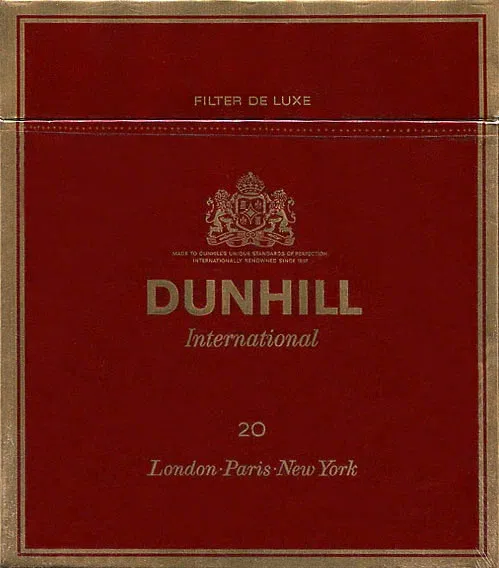 FILTER DE LUXE
MADE TO DUNHILL'S UNIQUE STANDARDS OF PERFECTION
INTERNATIONALLY RENOWNED SINCE 1907
DUNHILL
International
20
London·Paris·New York